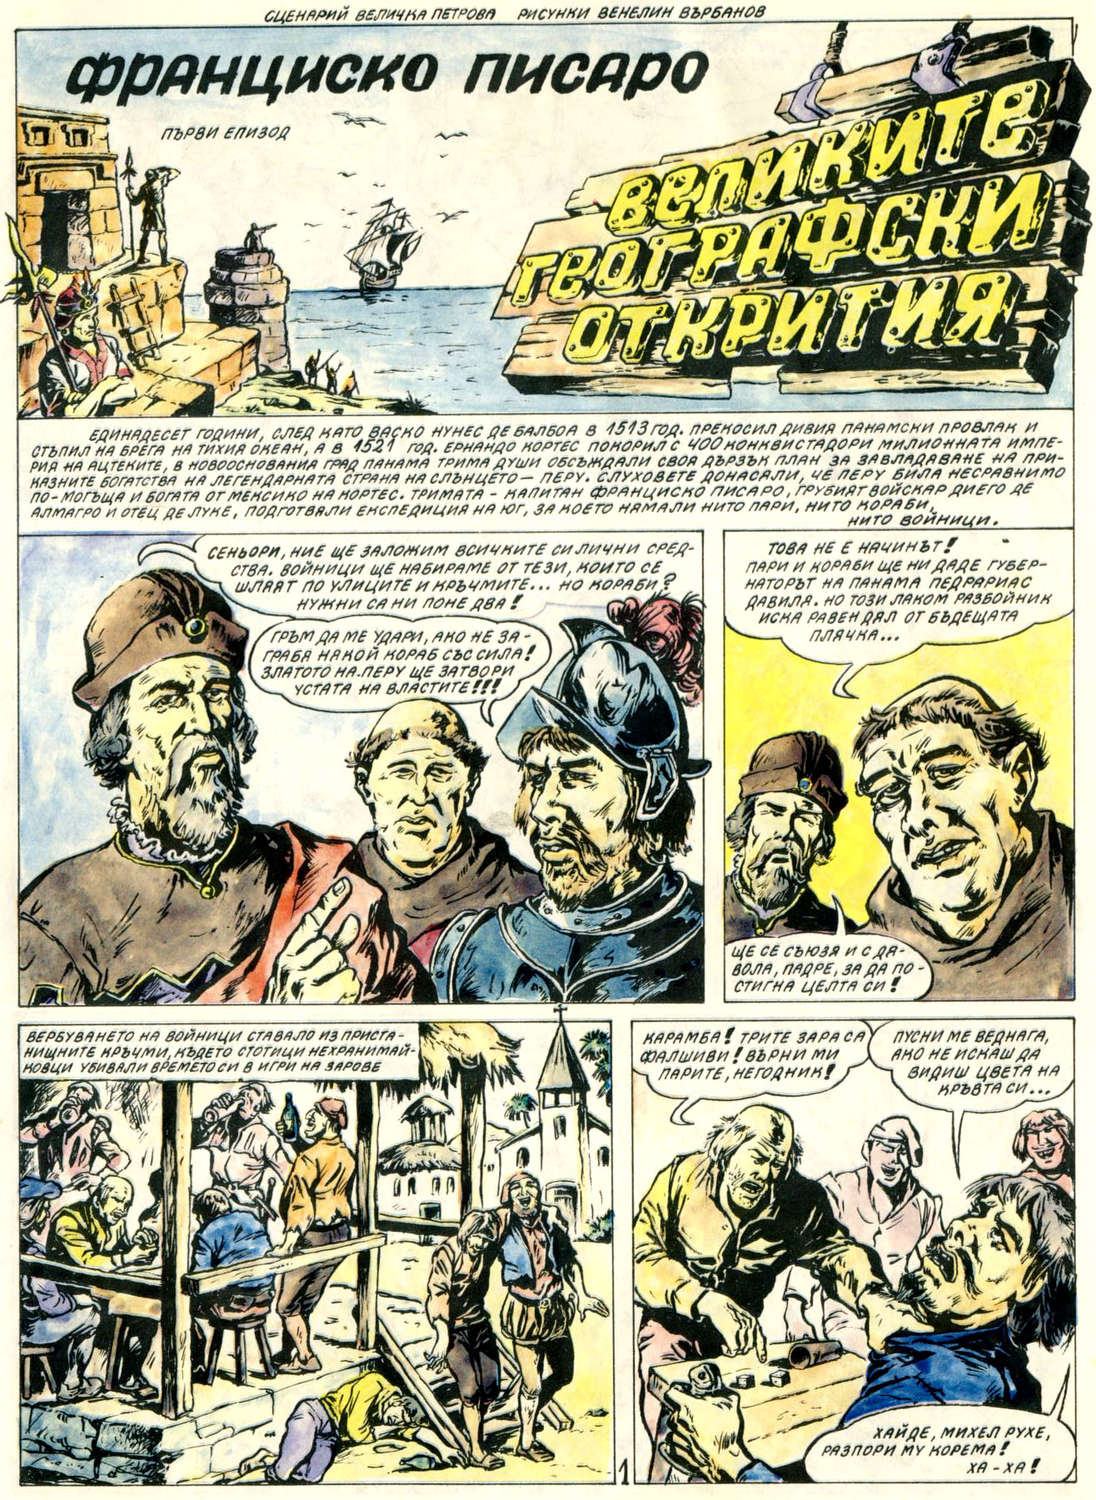 СЦЕНАРИЙ ВЕЛИЧКА ПЕТРОВА РИСУНКИ ВЕНЕЛИН ВЪРБАНОВ
ФРАНЦИСКО ПИСАРО
ПЪРВИ ЕПИЗОД
ВЕЛИКИТЕ
ГЕОГРАФСКИ
ОТКРИТИЯ
ЕДИНАДЕСЕТ ГОДИНИ, СЛЕД КАТО ВАСКО НУНЕС ДЕ БАЛБОА В 1513 ГОД. ПРЕКОСИЛ ДИВИЯ ПАНАМСКИ ПРОВЛАК И
СТЪПИЛ НА БРЕГА НА ТИХИЯ ОКЕАН, А В 1521 ГОД. ЕРНАНДО КОРТЕС ПОКОРИЛ С 400 КОНКВИСТАДОРИ МИЛИОННАТА ИМПЕ-
РИЯ НА АЦТЕКИТЕ, В НОВООСНОВАНИЯ ГРАД ПАНАМА ТРИМА ДУШИ ОБСЪЖДАЛИ СВОЯ ДЪРЗЪК ПЛАН ЗА ЗАВЛАДАВАНЕ НА ПРИ-
КАЗНИТЕ БОГАТСТВА НА ЛЕГЕНДАРНАТА СТРАНА НА СЛЪНЦЕТО — ПЕРУ. СЛУХОВЕТЕ ДОНАСЯЛИ, ЧЕ ПЕРУ БИЛА НЕСРАВНИМО
ПО-МОГЪЩА И БОГАТА ОТ МЕКСИКО НА КОРТЕС. ТРИМАТА - КАПИТАН ФРАНЦИСКО ПИСАРО, ГРУБИЯТ ВОЙСКАР ДИЕГО ДЕ
АЛМАГРО И ОТЕЦ ДЕ ЛУКЕ, ПОДГОТВЯЛИ ЕКСПЕДИЦИЯ НА ЮГ, ЗА КОЕТО НЯМАЛИ НИТО ПАРИ, НИТО КОРАБИ,
НИТО ВОЙНИЦИ.
СЕНЬОРИ, НИЕ ЩЕ ЗАЛОЖИМ ВСИЧКИТЕ СИ ЛИЧНИ СРЕД-
СТВА. ВОЙНИЦИ ЩЕ НАБИРАМЕ ОТ ТЕЗИ, КОИТО СЕ
ШЛЯЯТ ПО УЛИЦИТЕ И КРЪЧМИТЕ... НО КОРАБИ?
НУЖНИ СА НИ ПОНЕ ДВА!
ГРЪМ ДА МЕ УДАРИ, АКО НЕ ЗА-
ГРАБЯ НЯКОЙ КОРАБ СЪС СИЛА!
ЗЛАТОТО НА ПЕРУ ЩЕ ЗАТВОРИ
УСТАТА НА ВЛАСТИТЕ!!!
ТОВА НЕ Е НАЧИНЪТ!
ПАРИ И КОРАБИ ЩЕ НИ ДАДЕ ГУБЕР-
НАТОРЪТ НА ПАНАМА ПЕДРАРИАС
ДАВИЛЯ. НО ТОЗИ ЛАКОМ РАЗБОЙНИК
ИСКА РАВЕН ДЯЛ ОТ БЪДЕЩАТА
ПЛЯЧКА...
ЩЕ СЕ СЪЮЗЯ И С ДЯ-
ВОЛА, ПАДРЕ, ЗА ДА ПО-
СТИГНА ЦЕЛТА СИ!
ВЕРБУВАНЕТО НА ВОЙНИЦИ СТАВАЛО ИЗ ПРИСТА-
НИЩНИТЕ КРЪЧМИ, КЪДЕТО СТОТИЦИ НЕХРАНИМАЙ-
КОВЦИ УБИВАЛИ ВРЕМЕТО СИ В ИГРИ НА ЗАРОВЕ
КАРАМБА! ТРИТЕ ЗАРА СА
ФАЛШИВИ! ВЪРНИ МИ
ПАРИТЕ, НЕГОДНИК!
ПУСНИ МЕ ВЕДНАГА,
АКО НЕ ИСКАШ ДА
ВИДИШ ЦВЕТА НА
КРЪВТА СИ...
ХАЙДЕ, МИХЕЛ РУХЕ,
РАЗПОРИ МУ КОРЕМА!
ХА-ХА!
1